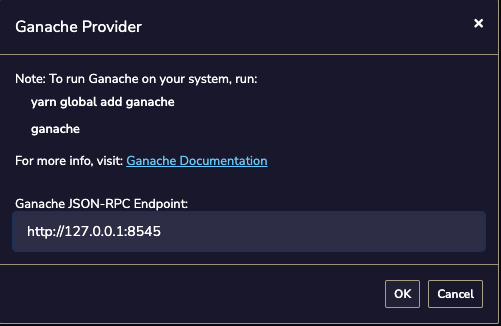 Ganache Provider
Note: To run Ganache on your system, run:
yarn global add ganache
ganache
For more info, visit: Ganache Documentation
Ganache JSON-RPC Endpoint:
http://127.0.0.1:8545
OK
Cancel